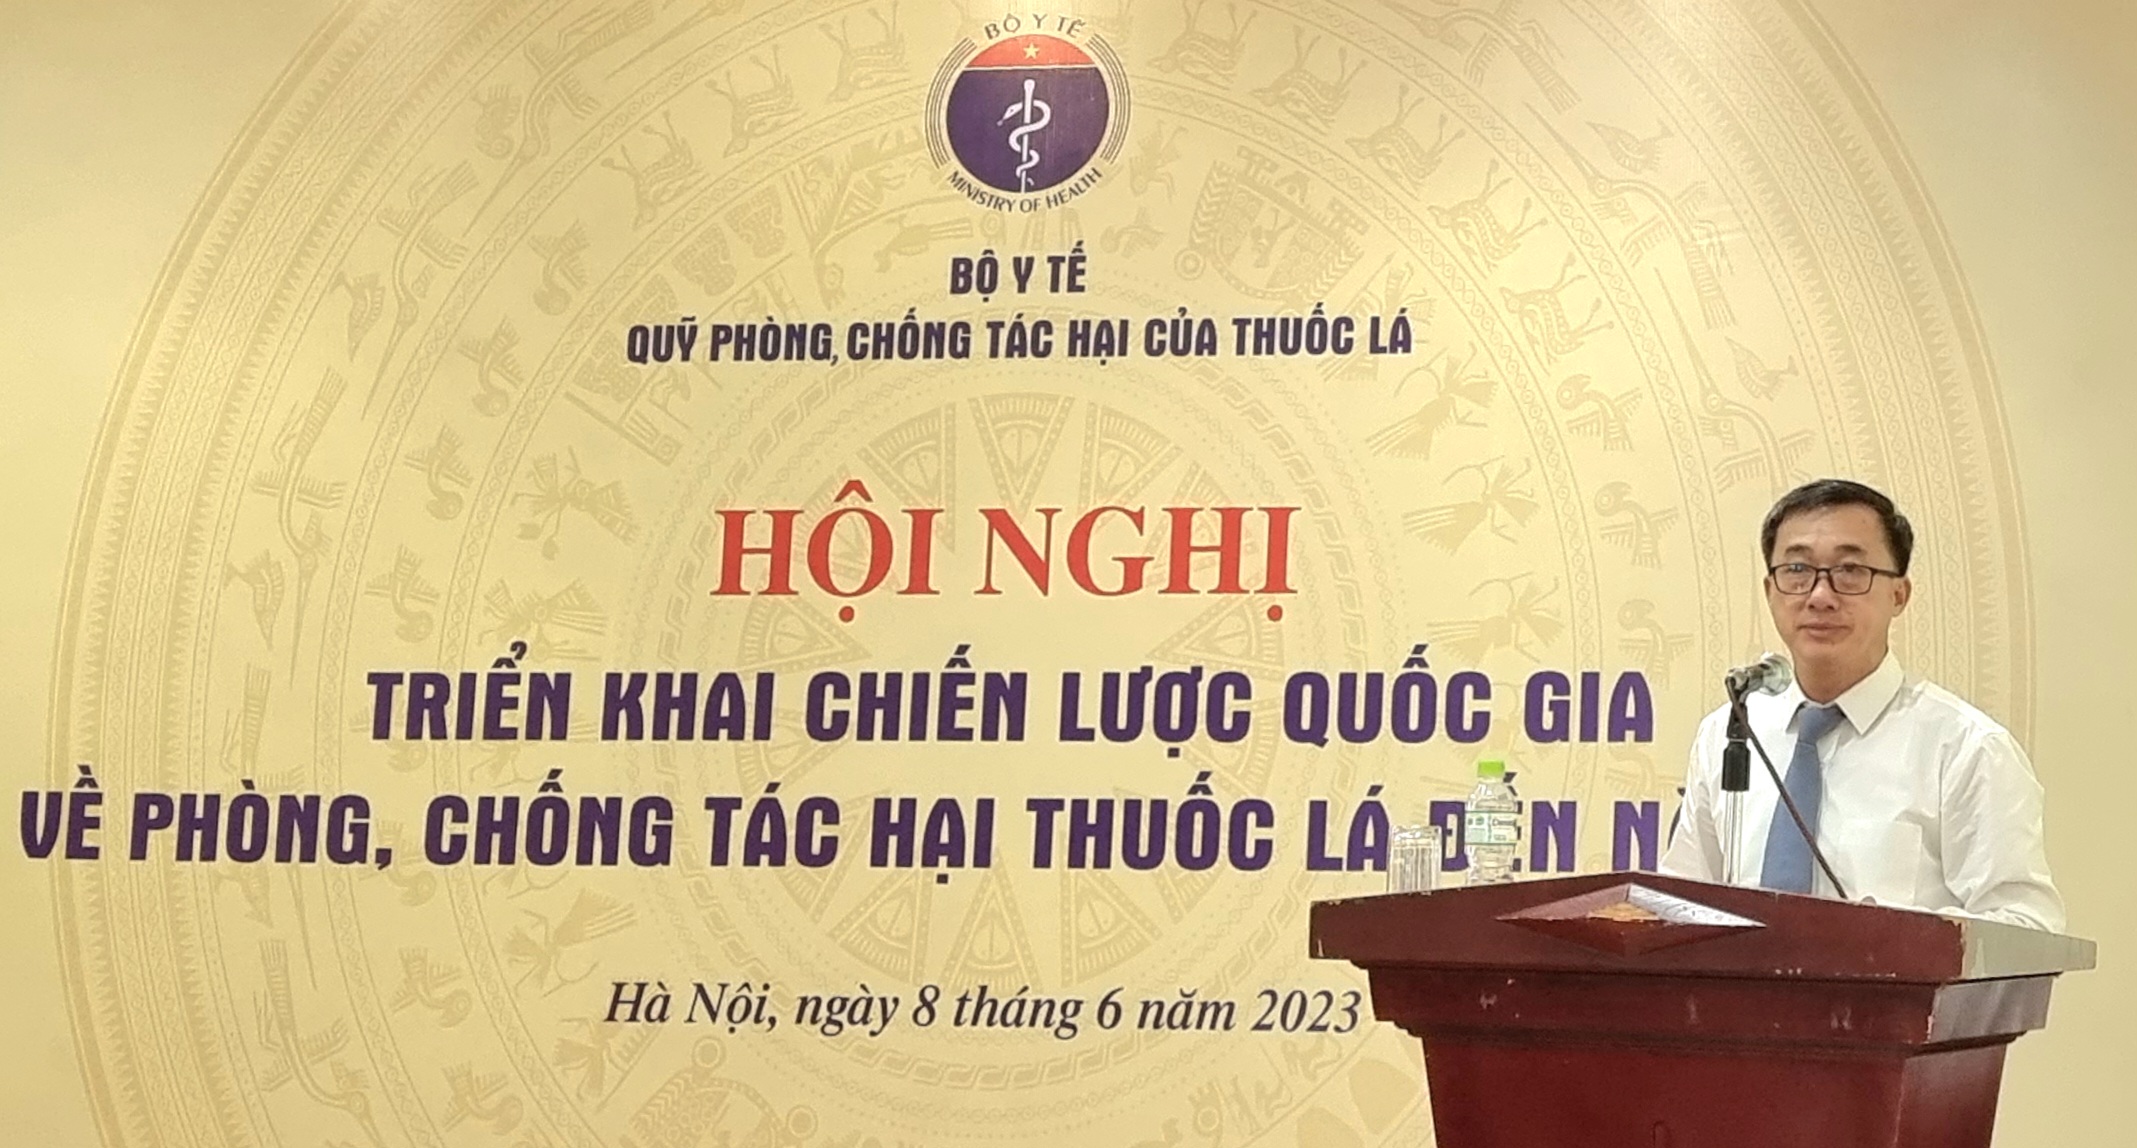 BỘ Y TẾ
MINISTRY OF HEALTH
BỘ Y TẾ
QUỸ PHÒNG, CHỐNG TÁC HẠI CỦA THUỐC LÁ
HỘI NGHỊ
TRIỂN KHAI CHIẾN LƯỢC QUỐC GIA
VỀ PHÒNG, CHỐNG TÁC HẠI THUỐC LÁ ĐẾN
Hà Nội, ngày 8 tháng 6 năm 2023